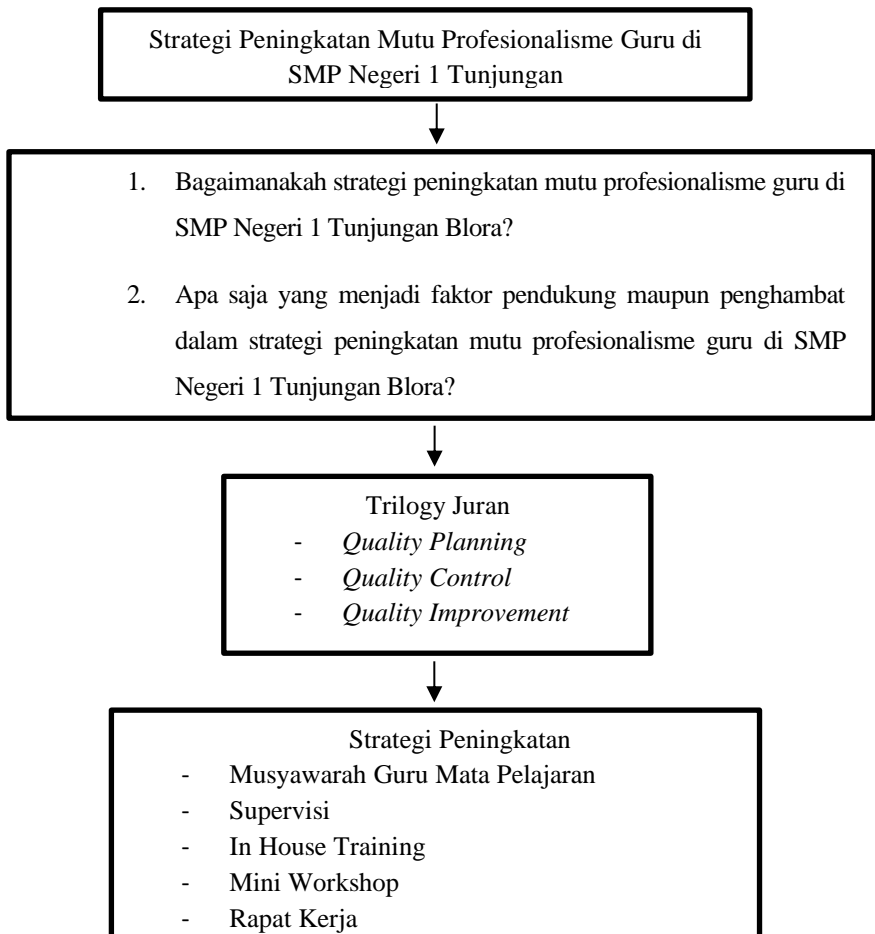 Strategi Peningkatan Mutu Profesionalisme Guru di
SMP Negeri 1 Tunjungan
1. Bagaimanakah strategi peningkatan mutu profesionalisme guru di
SMP Negeri 1 Tunjungan Blora?
2. Apa saja yang menjadi faktor pendukung maupun penghambat
dalam strategi peningkatan mutu profesionalisme guru di SMP
Negeri 1 Tunjungan Blora?
Trilogy Juran
- Quality Planning
- Quality Control
- Quality Improvement
Strategi Peningkatan
- Musyawarah Guru Mata Pelajaran
- Supervisi
- In House Training
- Mini Workshop
- Rapat Kerja